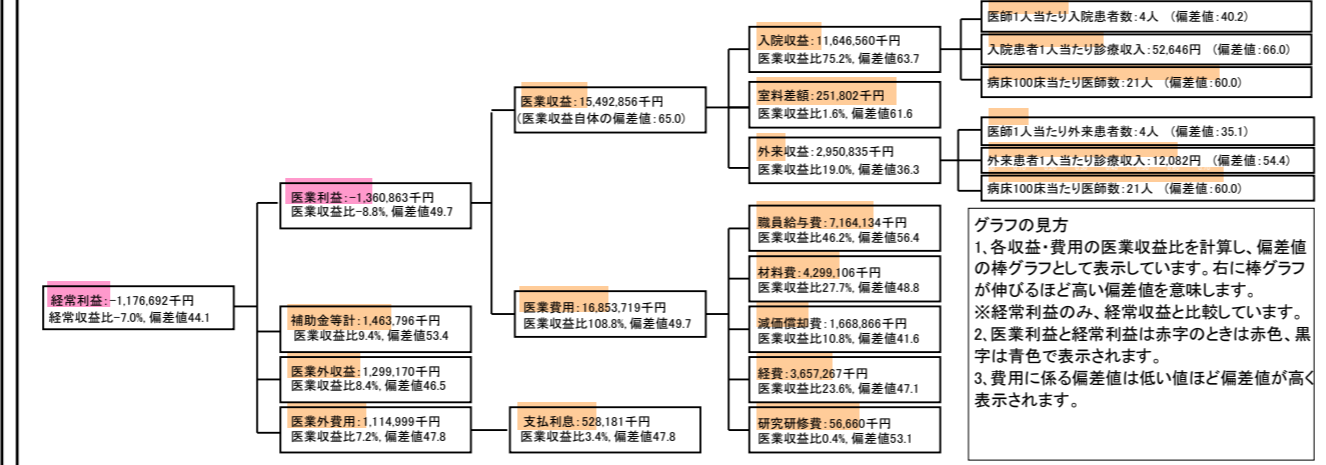 経常利益:-1,176,692千円
経常収益比-7.0%, 偏差値44.1
医業利益:-1,360,863千円
医業収益比-8.8%, 偏差値49.7
補助金等計:1,463,796千円
医業収益比9.4%, 偏差値53.4
医業外収益:1,299,170千円
医業収益比8.4%, 偏差値46.5
医業外費用:1,114,999千円
医業収益比7.2%, 偏差値47.8
医業収益:15,492,856千円
(医業収益自体の偏差値:65.0)
医業費用:16,853,719千円
医業収益比108.8%, 偏差値49.7
支払利息:528,181千円
医業収益比3.4%, 偏差値47.8
入院収益:11,646,560千円
医業収益比75.2%, 偏差値63.7
室料差額:251,802千円
医業収益比1.6%, 偏差値61.6
外来収益:2,950,835千円
医業収益比19.0%, 偏差値36.3
職員給与費:7,164,134千円
医業収益比46.2%, 偏差値56.4
材料費:4,299,106千円
医業収益比27.7%, 偏差値48.8
減価償却費:1,668,866千円
医業収益比10.8%, 偏差値41.6
経費:3,657,267千円
医業収益比23.6%, 偏差値47.1
研究研修費:56,660千円
医業収益比0.4%, 偏差値53.1
医師1人当たり入院患者数:4人 (偏差値:40.2)
入院患者1人当たり診療収入:52,646円 (偏差値:66.0)
病床100床当たり医師数:21人 (偏差値:60.0)
医師1人当たり外来患者数:4人 (偏差値:35.1)
外来患者1人当たり診療収入:12,082円 (偏差値:54.4)
病床100床当たり医師数:21人 (偏差値:60.0)
グラフの見方
1、各収益・費用の医業収益比を計算し、偏差値
の棒グラフとして表示しています。右に棒グラフ
が伸びるほど高い偏差値を意味します。
※経常利益のみ、経常収益と比較しています。
2、医業利益と経常利益は赤字のときは赤色、黒
字は青色で表示されます。
3、費用に係る偏差値は低い値ほど偏差値が高く
表示されます。